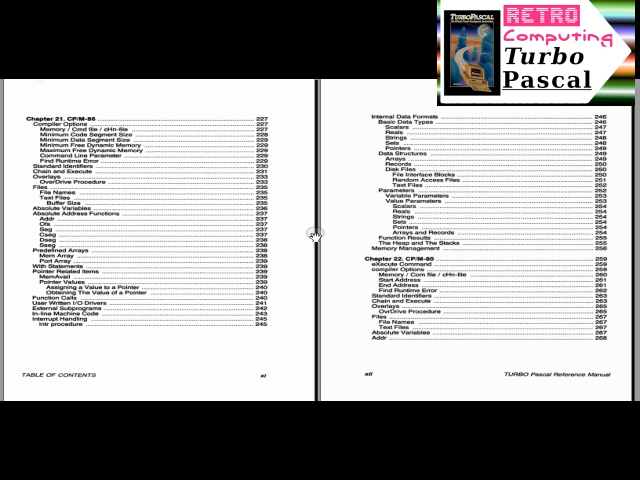 TURBO PASCAL
RETRO
Computing
Turbo
Pascal
Chapter 21. CP/M-86 227
Compiler Options 227
Memory / Cmd file / cHn-file 227
Minimum Code Segment Size 228
Minimum Data Segment Size 229
Minimum Free Dynamic Memory 229
Maximum Free Dynamic Memory 229
Command Line Parameter 229
Find Runtime Error 229
Standard Identifiers 230
Chain and Execute 231
Overlays 233
OvrDrive Procedure 233
Files 235
File Names 235
Text Files 235
Buffer Size 235
Absolute Variables 236
Absolute Address Functions 237
Addr 237
Ofs 237
Seg 237
Cseg 237
Dseg 238
Sseg 238
Predefined Arrays 238
Mem Array 238
Port Array 239
With Statements 239
Pointer Related Items 239
MemAvail 239
Pointer Values 239
Assigning a Value to a Pointer 240
Obtaining The Value of a Pointer 240
Function Calls 240
User Written I/O Drivers 241
External Subprograms 242
In-line Machine Code 243
Interrupt Handling 245
Intr procedure 245
TABLE OF CONTENTS xi
Internal Data Formats 246
Basic Data Types 246
Scalars 247
Reals 247
Strings 248
Sets 248
Pointers 249
Data Structures 249
Arrays 249
Records 250
Disk Files 250
File Interface Blocks 250
Random Access Files 251
Text Files 252
Parameters 252
Variable Parameters 253
Value Parameters 253
Scalars 254
Reals 254
Strings 254
Sets 254
Pointers 254
Arrays and Records 254
Function Results 255
The Heap and The Stacks 255
Memory Management 256
Chapter 22. CP/M-80 259
eXecute Command 259
compiler Options 259
Memory / Com file / cHn-file 260
Start Address 261
End Address 261
Find Runtime Error 262
Standard Identifiers 263
Chain and Execute 263
Overlays 265
OvrDrive Procedure 265
Files 267
File Names 267
Text Files 267
Absolute Variables 267
Addr 268
xii TURBO Pascal Reference Manual